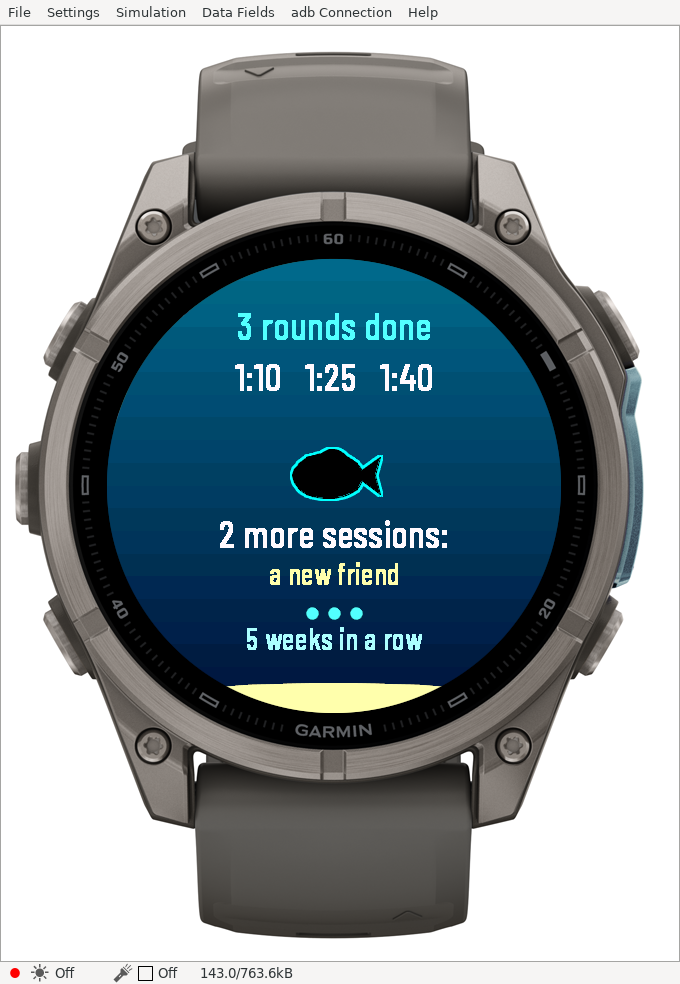 File Settings Simulation Data Fields adb Connection Help
60
50
3 rounds done
1:10 1:25 1:40
2 more sessions:
a new friend
40
20
5 weeks in a row
GARMIN
Off Off 143.0/763.6kB